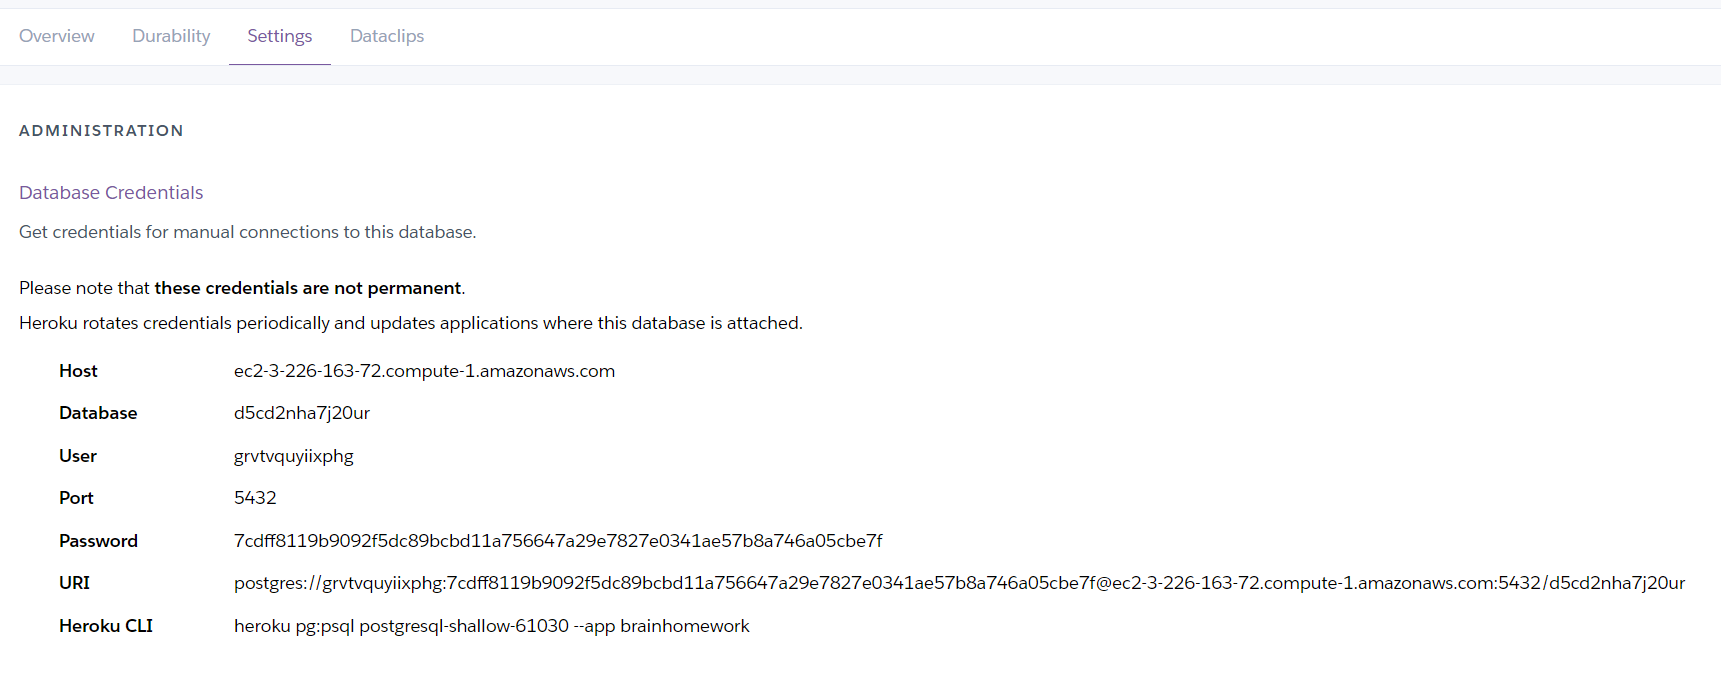 Overview Durability Settings Dataclips
ADMINISTRATION
Database Credentials
Get credentials for manual connections to this database.
Please note that these credentials are not permanent.
Heroku rotates credentials periodically and updates applications where this database is attached.
Host ec2-3-226-163-72.compute-1.amazonaws.com
Database d5cd2nha7j20ur
User grvtvquyiixphg
Port 5432
Password 7cdff8119b9092f5dc89bcbd11a756647a29e7827e0341ae57b8a746a05cbe7f
URI postgres://grvtvquyiixphg:7cdff8119b9092f5dc89bcbd11a756647a29e7827e0341ae57b8a746a05cbe7f@ec2-3-226-163-72.compute-1.amazonaws.com:5432/d5cd2nha7j20ur
Heroku CLI heroku pg:psql postgresql-shallow-61030 --app brainhomework